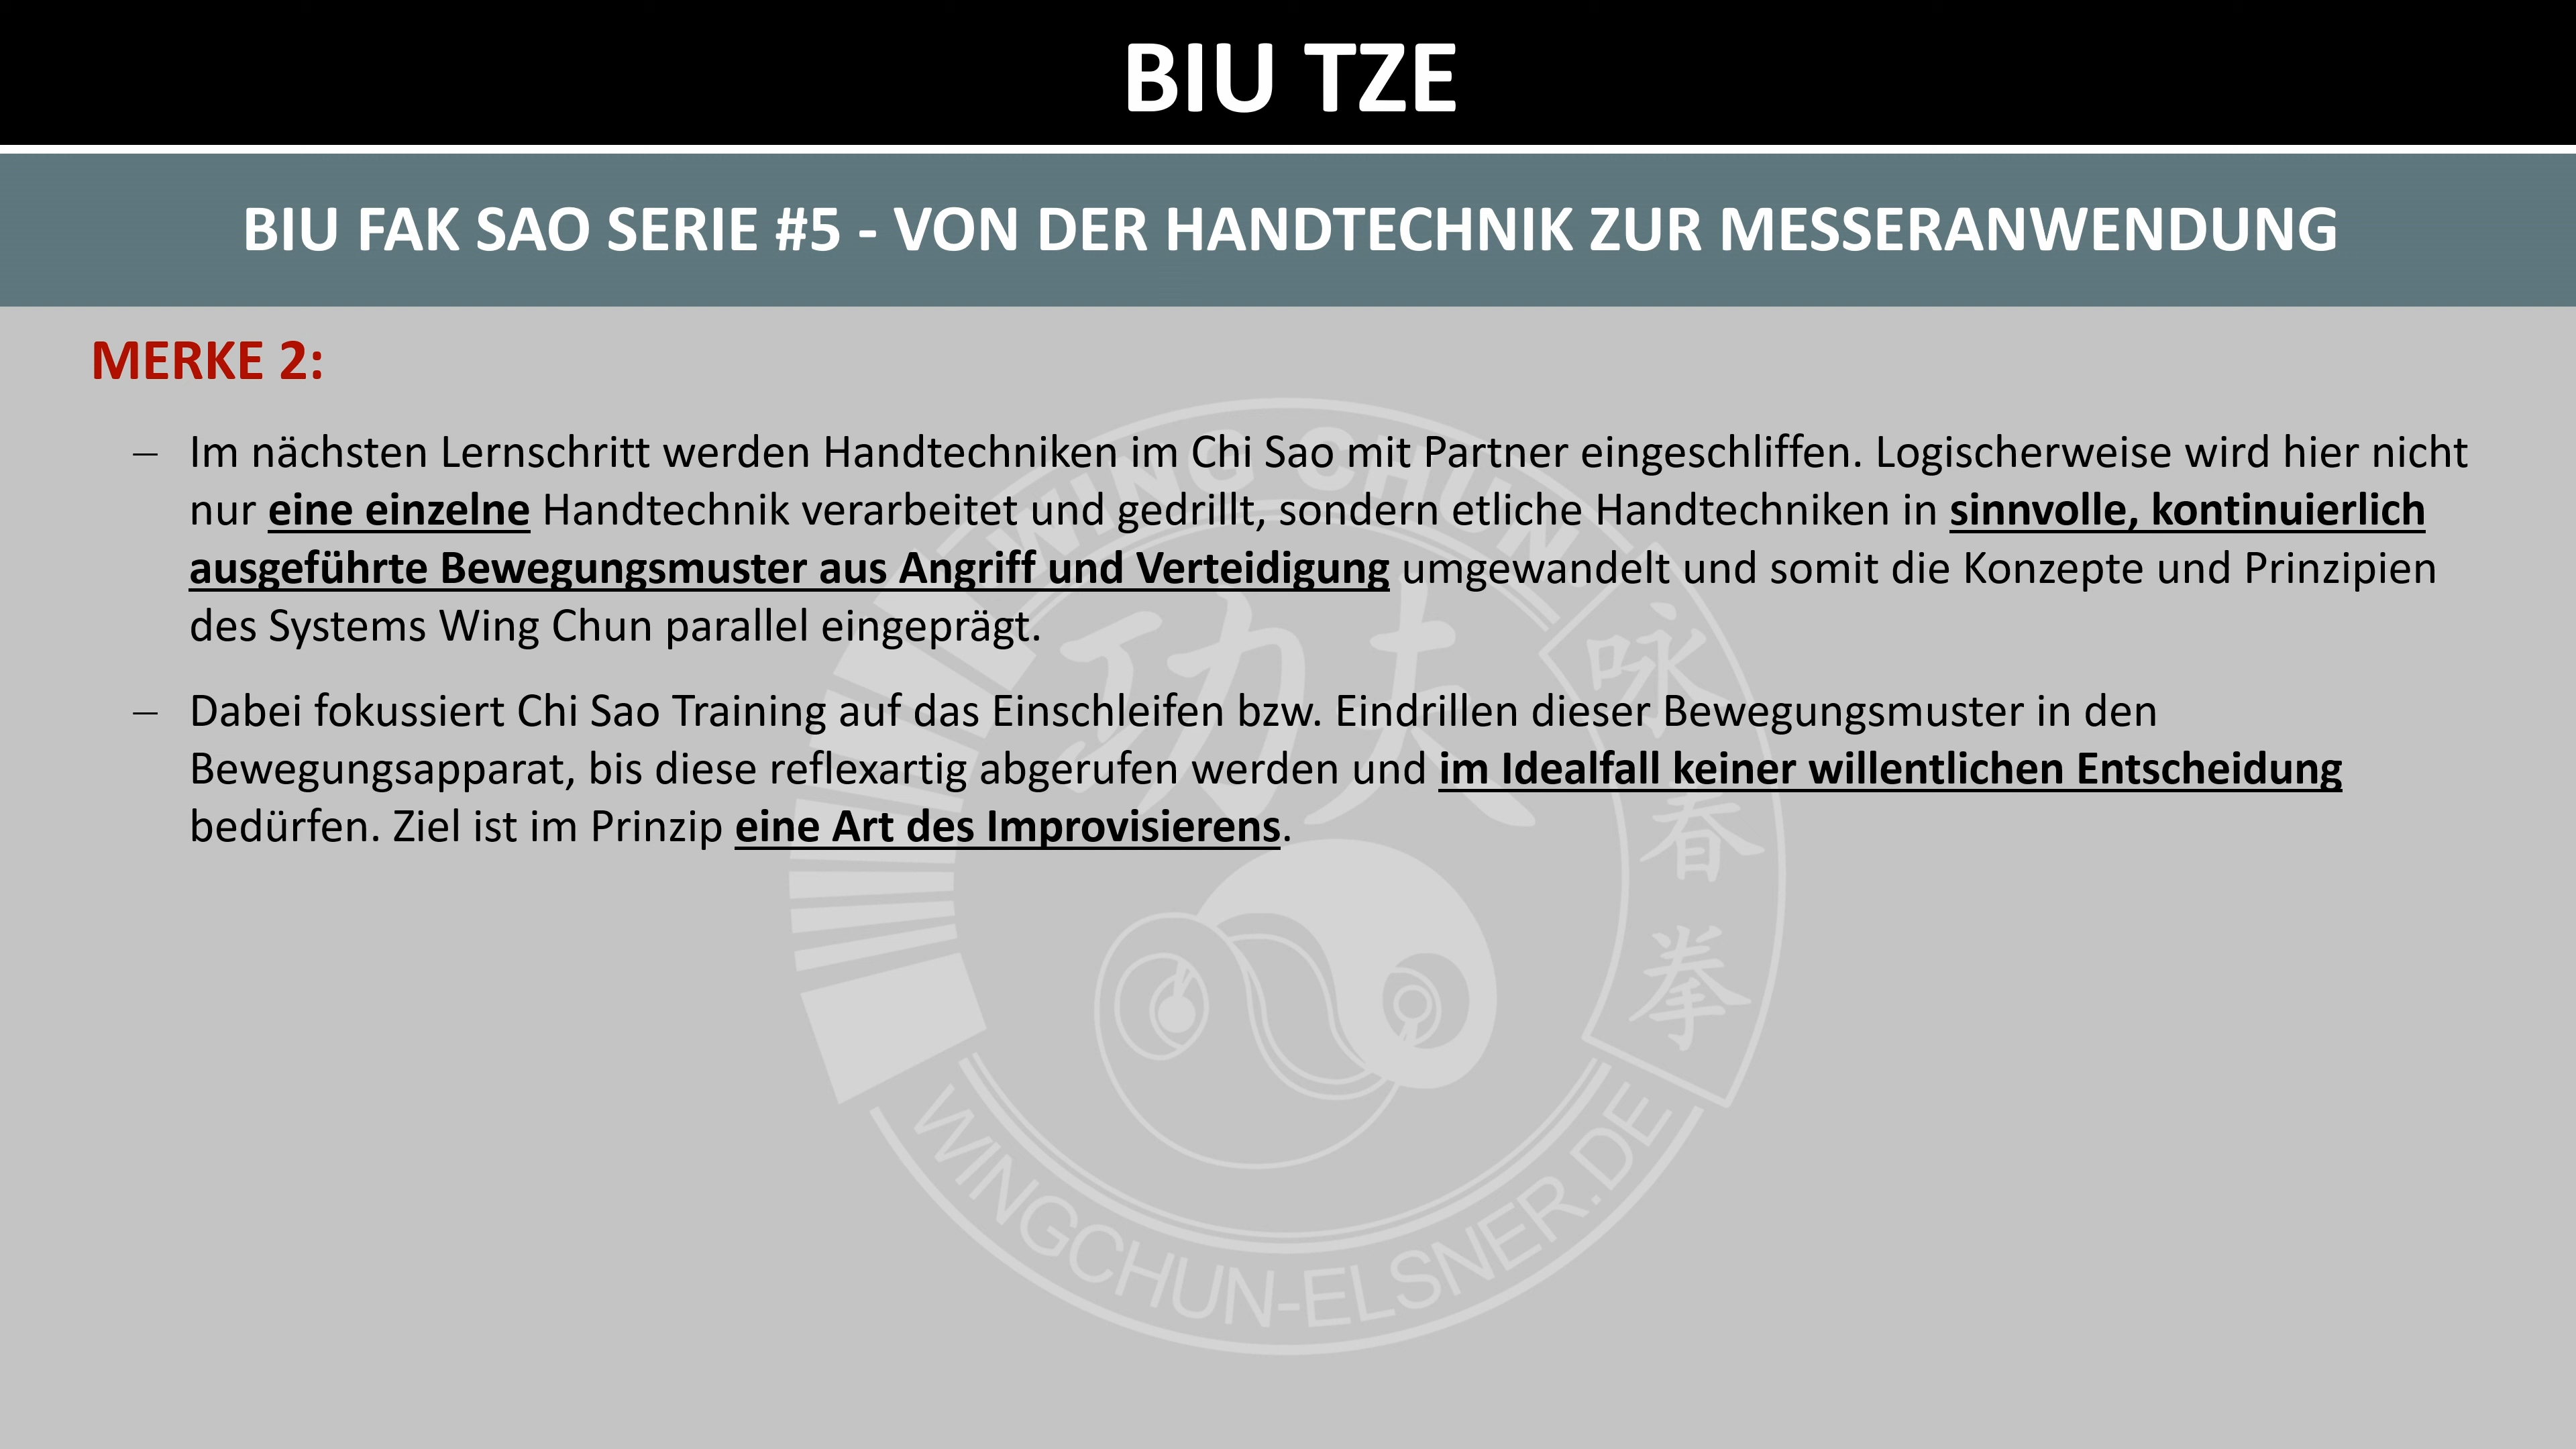 BIU TZE
BIU FAK SAO SERIE #5 - VON DER HANDTECHNIK ZUR MESSERANWENDUNG
MERKE 2:
– Im nächsten Lernschritt werden Handtechniken im Chi Sao mit Partner eingeschliffen. Logischerweise wird hier nicht
nur eine einzelne Handtechnik verarbeitet und gedrillt, sondern etliche Handtechniken in sinnvolle, kontinuierlich
ausgeführte Bewegungsmuster aus Angriff und Verteidigung umgewandelt und somit die Konzepte und Prinzipien
des Systems Wing Chun parallel eingeprägt.
– Dabei fokussiert Chi Sao Training auf das Einschleifen bzw. Eindrillen dieser Bewegungsmuster in den
Bewegungsapparat, bis diese reflexartig abgerufen werden und im Idealfall keiner willentlichen Entscheidung
bedürfen. Ziel ist im Prinzip eine Art des Improvisierens.
WING CHUN
功夫
咏春拳
WINGCHUN-ELSNER.DE